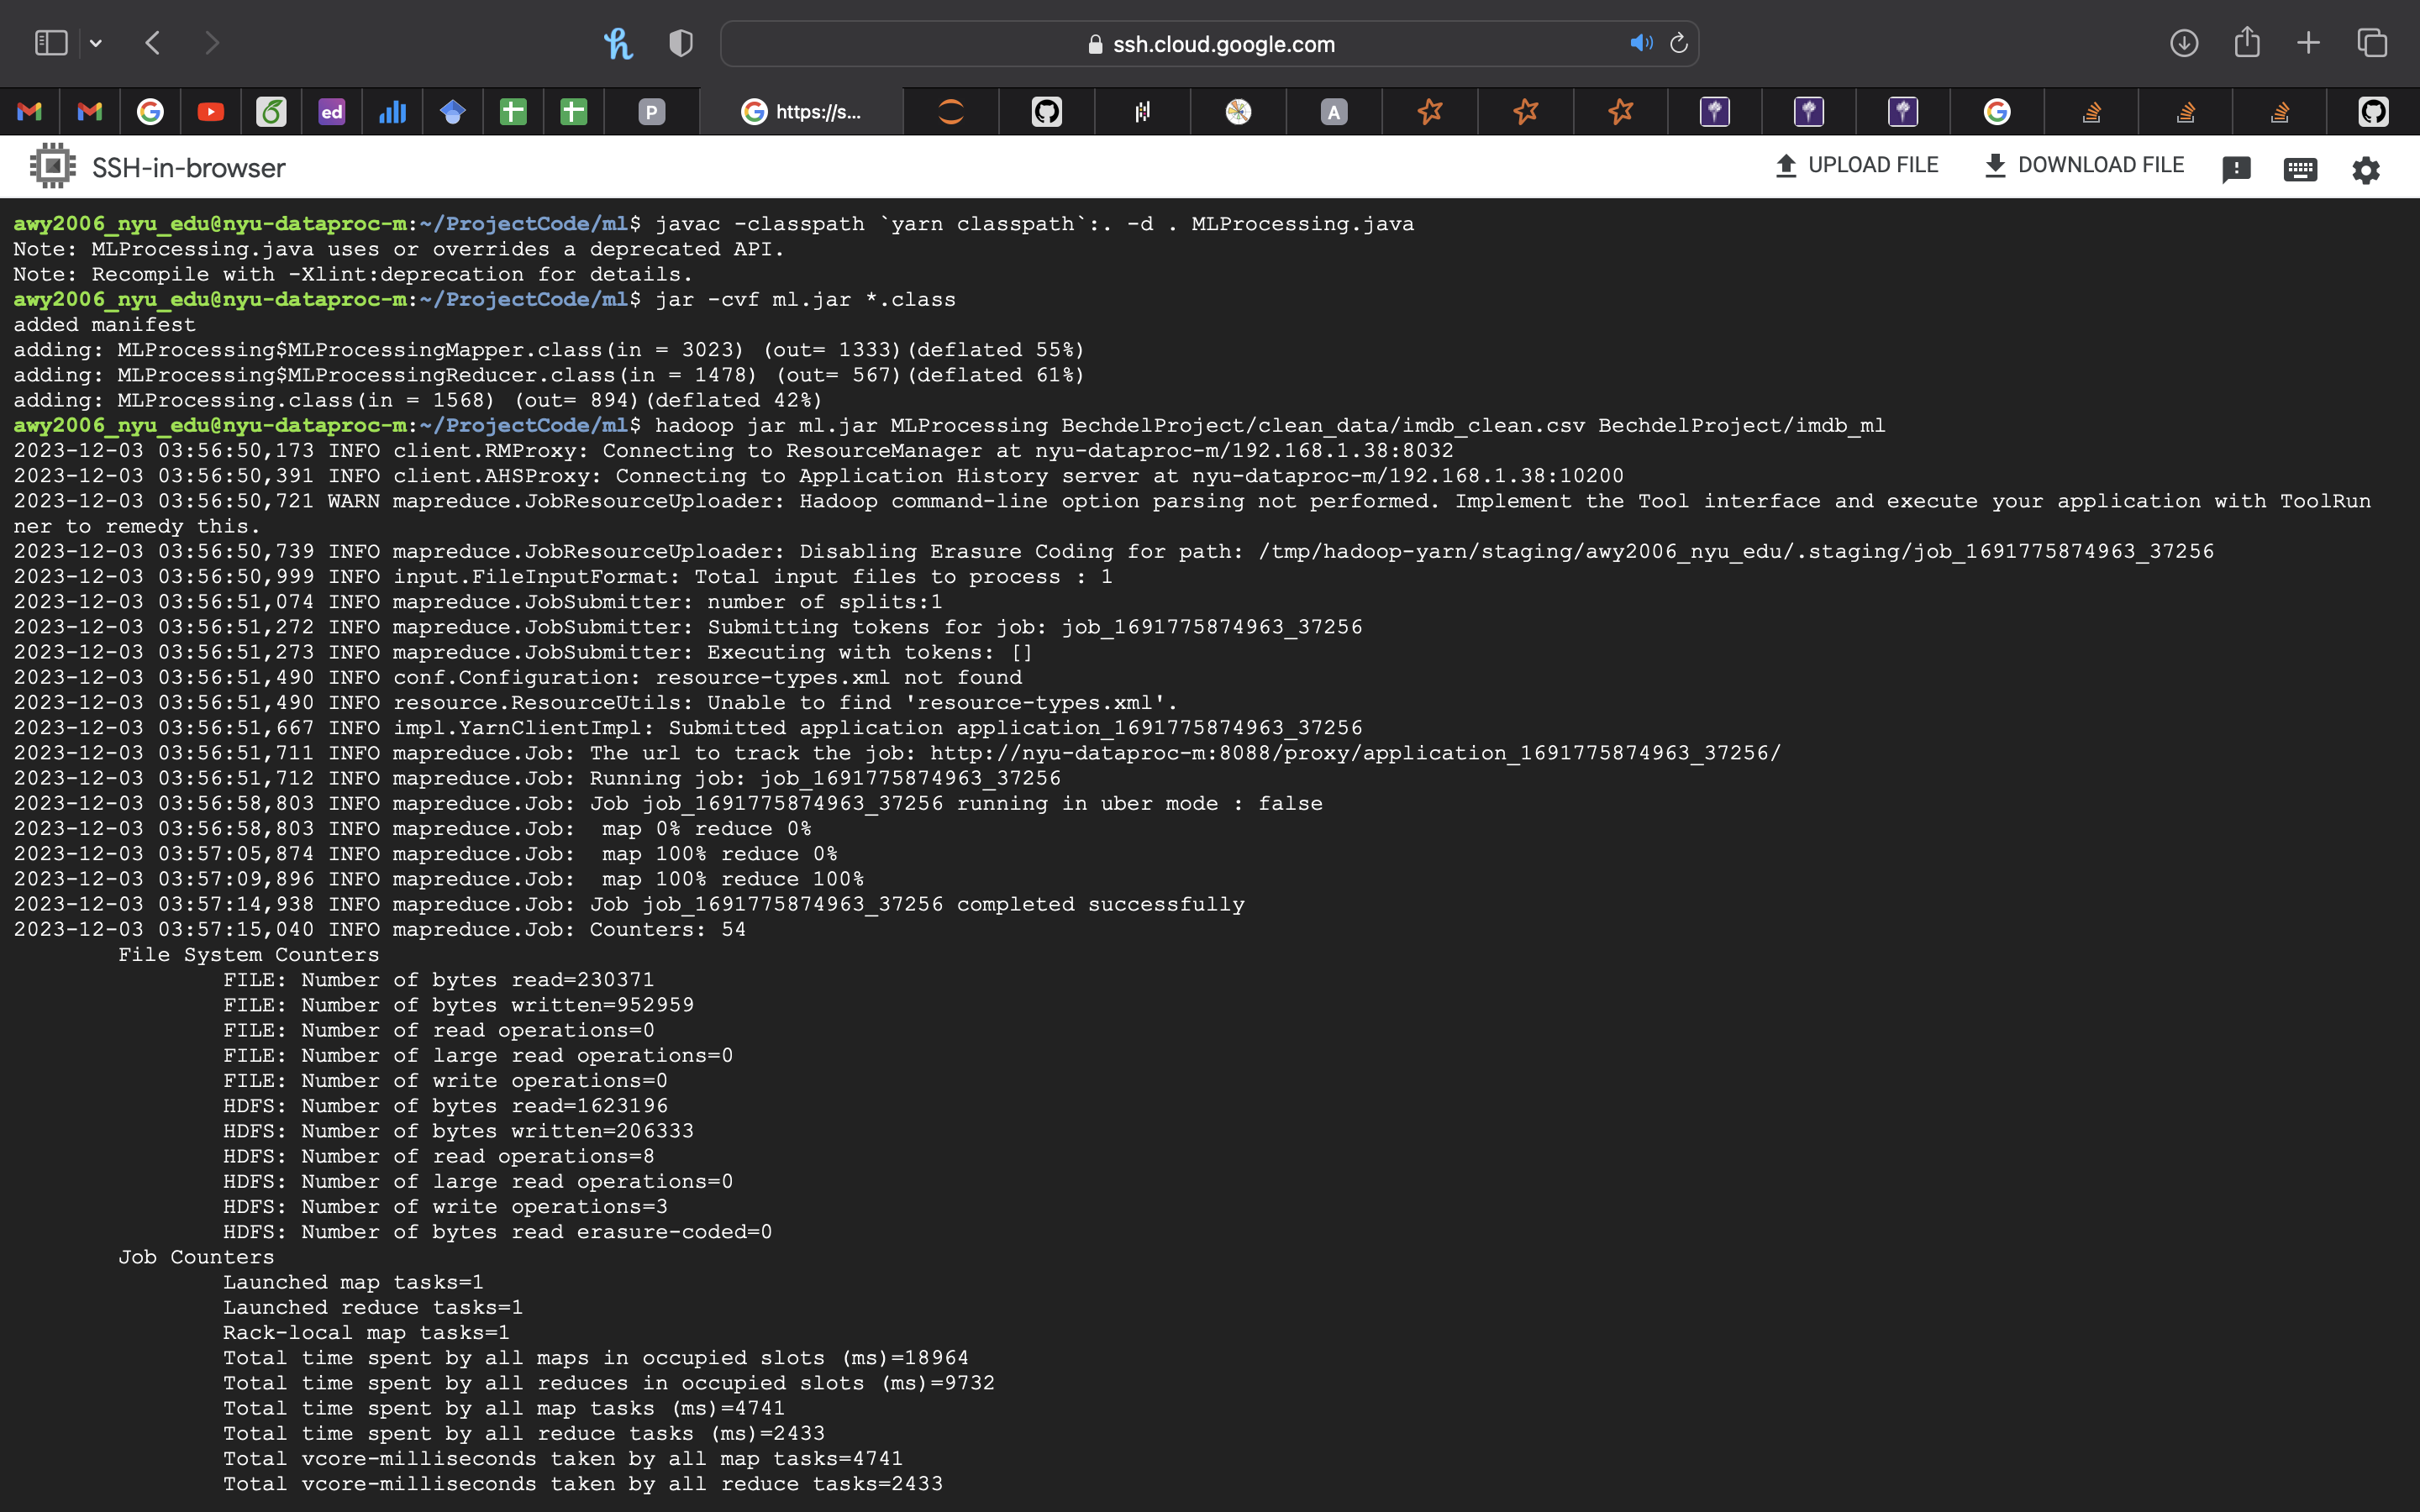 ssh.cloud.google.com
ed
P
https://s...
A
SSH-in-browser
UPLOAD FILE
DOWNLOAD FILE
awy2006_nyu_edu@nyu-dataproc-m:~/ProjectCode/ml$ javac -classpath `yarn classpath`:. -d . MLProcessing.java
Note: MLProcessing.java uses or overrides a deprecated API.
Note: Recompile with -Xlint:deprecation for details.
awy2006_nyu_edu@nyu-dataproc-m:~/ProjectCode/ml$ jar -cvf ml.jar *.class
added manifest
adding: MLProcessing$MLProcessingMapper.class(in = 3023) (out= 1333)(deflated 55%)
adding: MLProcessing$MLProcessingReducer.class(in = 1478) (out= 567)(deflated 61%)
adding: MLProcessing.class(in = 1568) (out= 894)(deflated 42%)
awy2006_nyu_edu@nyu-dataproc-m:~/ProjectCode/ml$ hadoop jar ml.jar MLProcessing BechdelProject/clean_data/imdb_clean.csv BechdelProject/imdb_ml
2023-12-03 03:56:50,173 INFO client.RMProxy: Connecting to ResourceManager at nyu-dataproc-m/192.168.1.38:8032
2023-12-03 03:56:50,391 INFO client.AHSProxy: Connecting to Application History server at nyu-dataproc-m/192.168.1.38:10200
2023-12-03 03:56:50,721 WARN mapreduce.JobResourceUploader: Hadoop command-line option parsing not performed. Implement the Tool interface and execute your application with ToolRun
ner to remedy this.
2023-12-03 03:56:50,739 INFO mapreduce.JobResourceUploader: Disabling Erasure Coding for path: /tmp/hadoop-yarn/staging/awy2006_nyu_edu/.staging/job_1691775874963_37256
2023-12-03 03:56:50,999 INFO input.FileInputFormat: Total input files to process : 1
2023-12-03 03:56:51,074 INFO mapreduce.JobSubmitter: number of splits:1
2023-12-03 03:56:51,272 INFO mapreduce.JobSubmitter: Submitting tokens for job: job_1691775874963_37256
2023-12-03 03:56:51,273 INFO mapreduce.JobSubmitter: Executing with tokens: []
2023-12-03 03:56:51,490 INFO conf.Configuration: resource-types.xml not found
2023-12-03 03:56:51,490 INFO resource.ResourceUtils: Unable to find 'resource-types.xml'.
2023-12-03 03:56:51,667 INFO impl.YarnClientImpl: Submitted application application_1691775874963_37256
2023-12-03 03:56:51,711 INFO mapreduce.Job: The url to track the job: http://nyu-dataproc-m:8088/proxy/application_1691775874963_37256/
2023-12-03 03:56:51,712 INFO mapreduce.Job: Running job: job_1691775874963_37256
2023-12-03 03:56:58,803 INFO mapreduce.Job: Job job_1691775874963_37256 running in uber mode : false
2023-12-03 03:56:58,803 INFO mapreduce.Job:  map 0% reduce 0%
2023-12-03 03:57:05,874 INFO mapreduce.Job:  map 100% reduce 0%
2023-12-03 03:57:09,896 INFO mapreduce.Job:  map 100% reduce 100%
2023-12-03 03:57:14,938 INFO mapreduce.Job: Job job_1691775874963_37256 completed successfully
2023-12-03 03:57:15,040 INFO mapreduce.Job: Counters: 54
File System Counters
FILE: Number of bytes read=230371
FILE: Number of bytes written=952959
FILE: Number of read operations=0
FILE: Number of large read operations=0
FILE: Number of write operations=0
HDFS: Number of bytes read=1623196
HDFS: Number of bytes written=206333
HDFS: Number of read operations=8
HDFS: Number of large read operations=0
HDFS: Number of write operations=3
HDFS: Number of bytes read erasure-coded=0
Job Counters
Launched map tasks=1
Launched reduce tasks=1
Rack-local map tasks=1
Total time spent by all maps in occupied slots (ms)=18964
Total time spent by all reduces in occupied slots (ms)=9732
Total time spent by all map tasks (ms)=4741
Total time spent by all reduce tasks (ms)=2433
Total vcore-milliseconds taken by all map tasks=4741
Total vcore-milliseconds taken by all reduce tasks=2433